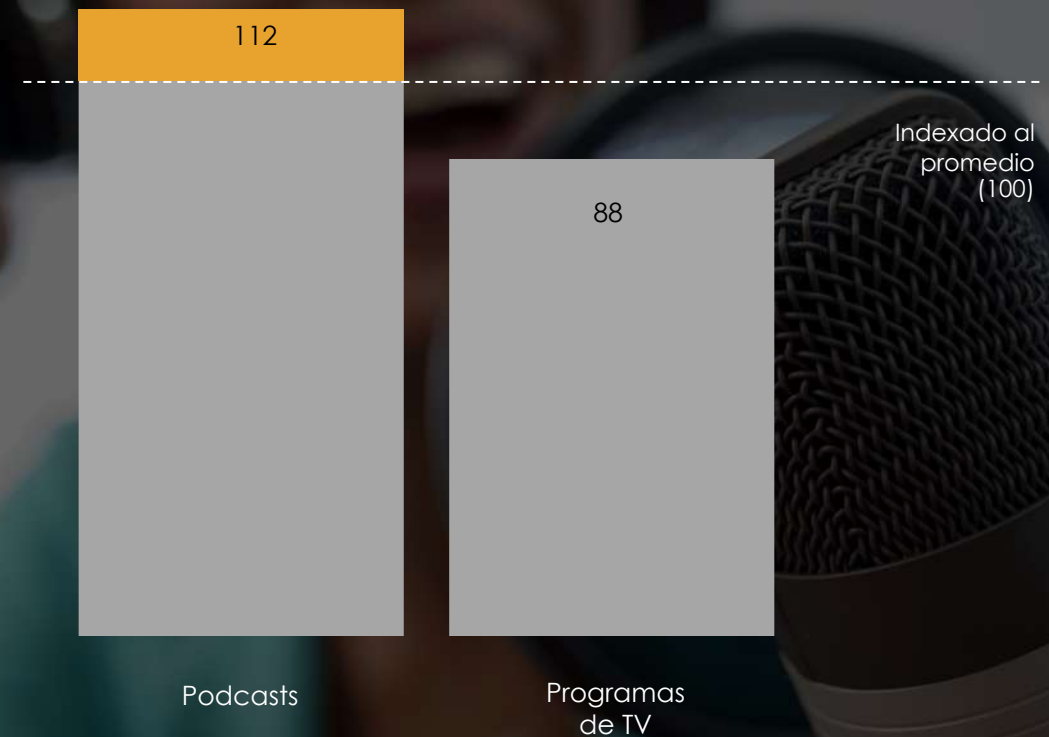 112
Indexado al
promedio
(100)
88
Podcasts
Programas
de TV